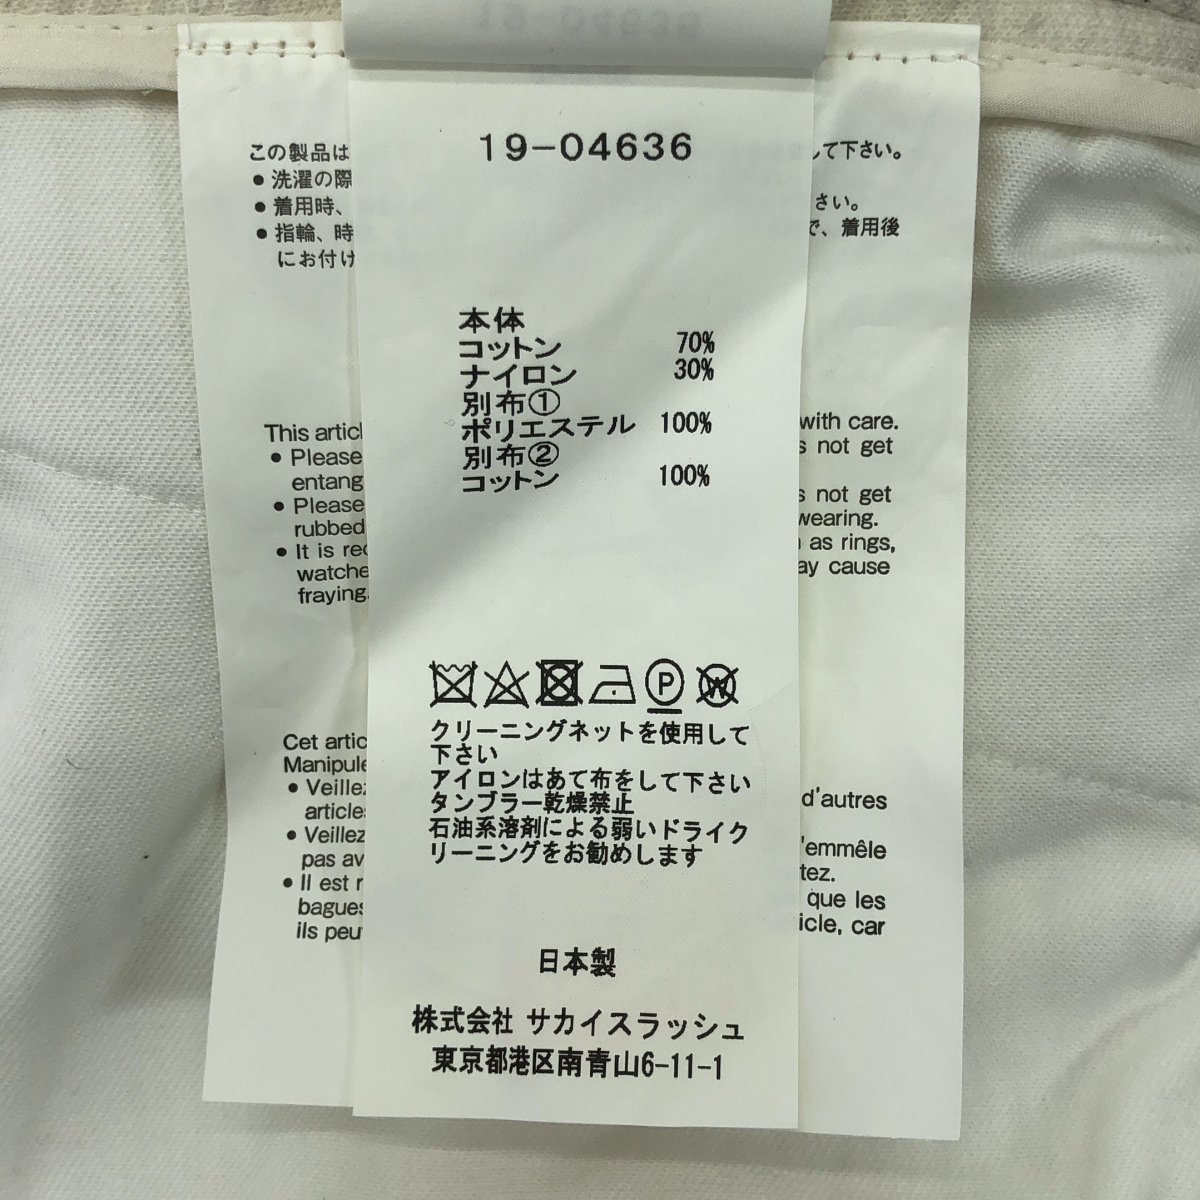 19-04636
本体
コットン 70%
ナイロン 30%
別布①
ポリエステル 100%
別布②
コットン 100%
P
W
クリーニングネットを使用して
下さい
アイロンはあて布をして下さい
タンブラー乾燥禁止
石油系溶剤による弱いドライク
リーニングをお勧めします
日本製
株式会社 サカイスラッシュ
東京都港区南青山6-11-1
この製品は
して下さい。
● 洗濯の際
● 着用時、
さい。
● 指輪、時
で、着用後
にお付け
This articl
with care.
● Please
s not get
entang
● Please
s not get
rubbed
wearing.
● It is rec
as rings,
watche
ay cause
fraying.
Cet artic
Manipule
● Veillez
d'autres
article
● Veillez
'emmêle
pas av
tez.
● Il est r
que les
bagues
icle, car
ils peu